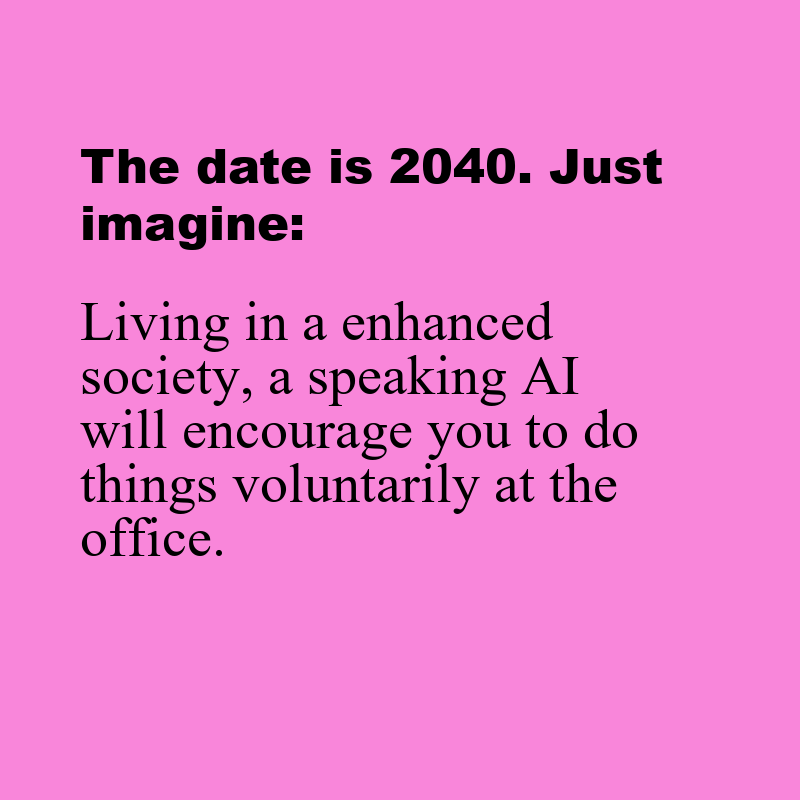 The date is 2040. Just
imagine:
Living in a enhanced
society, a speaking AI
will encourage you to do
things voluntarily at the
office.